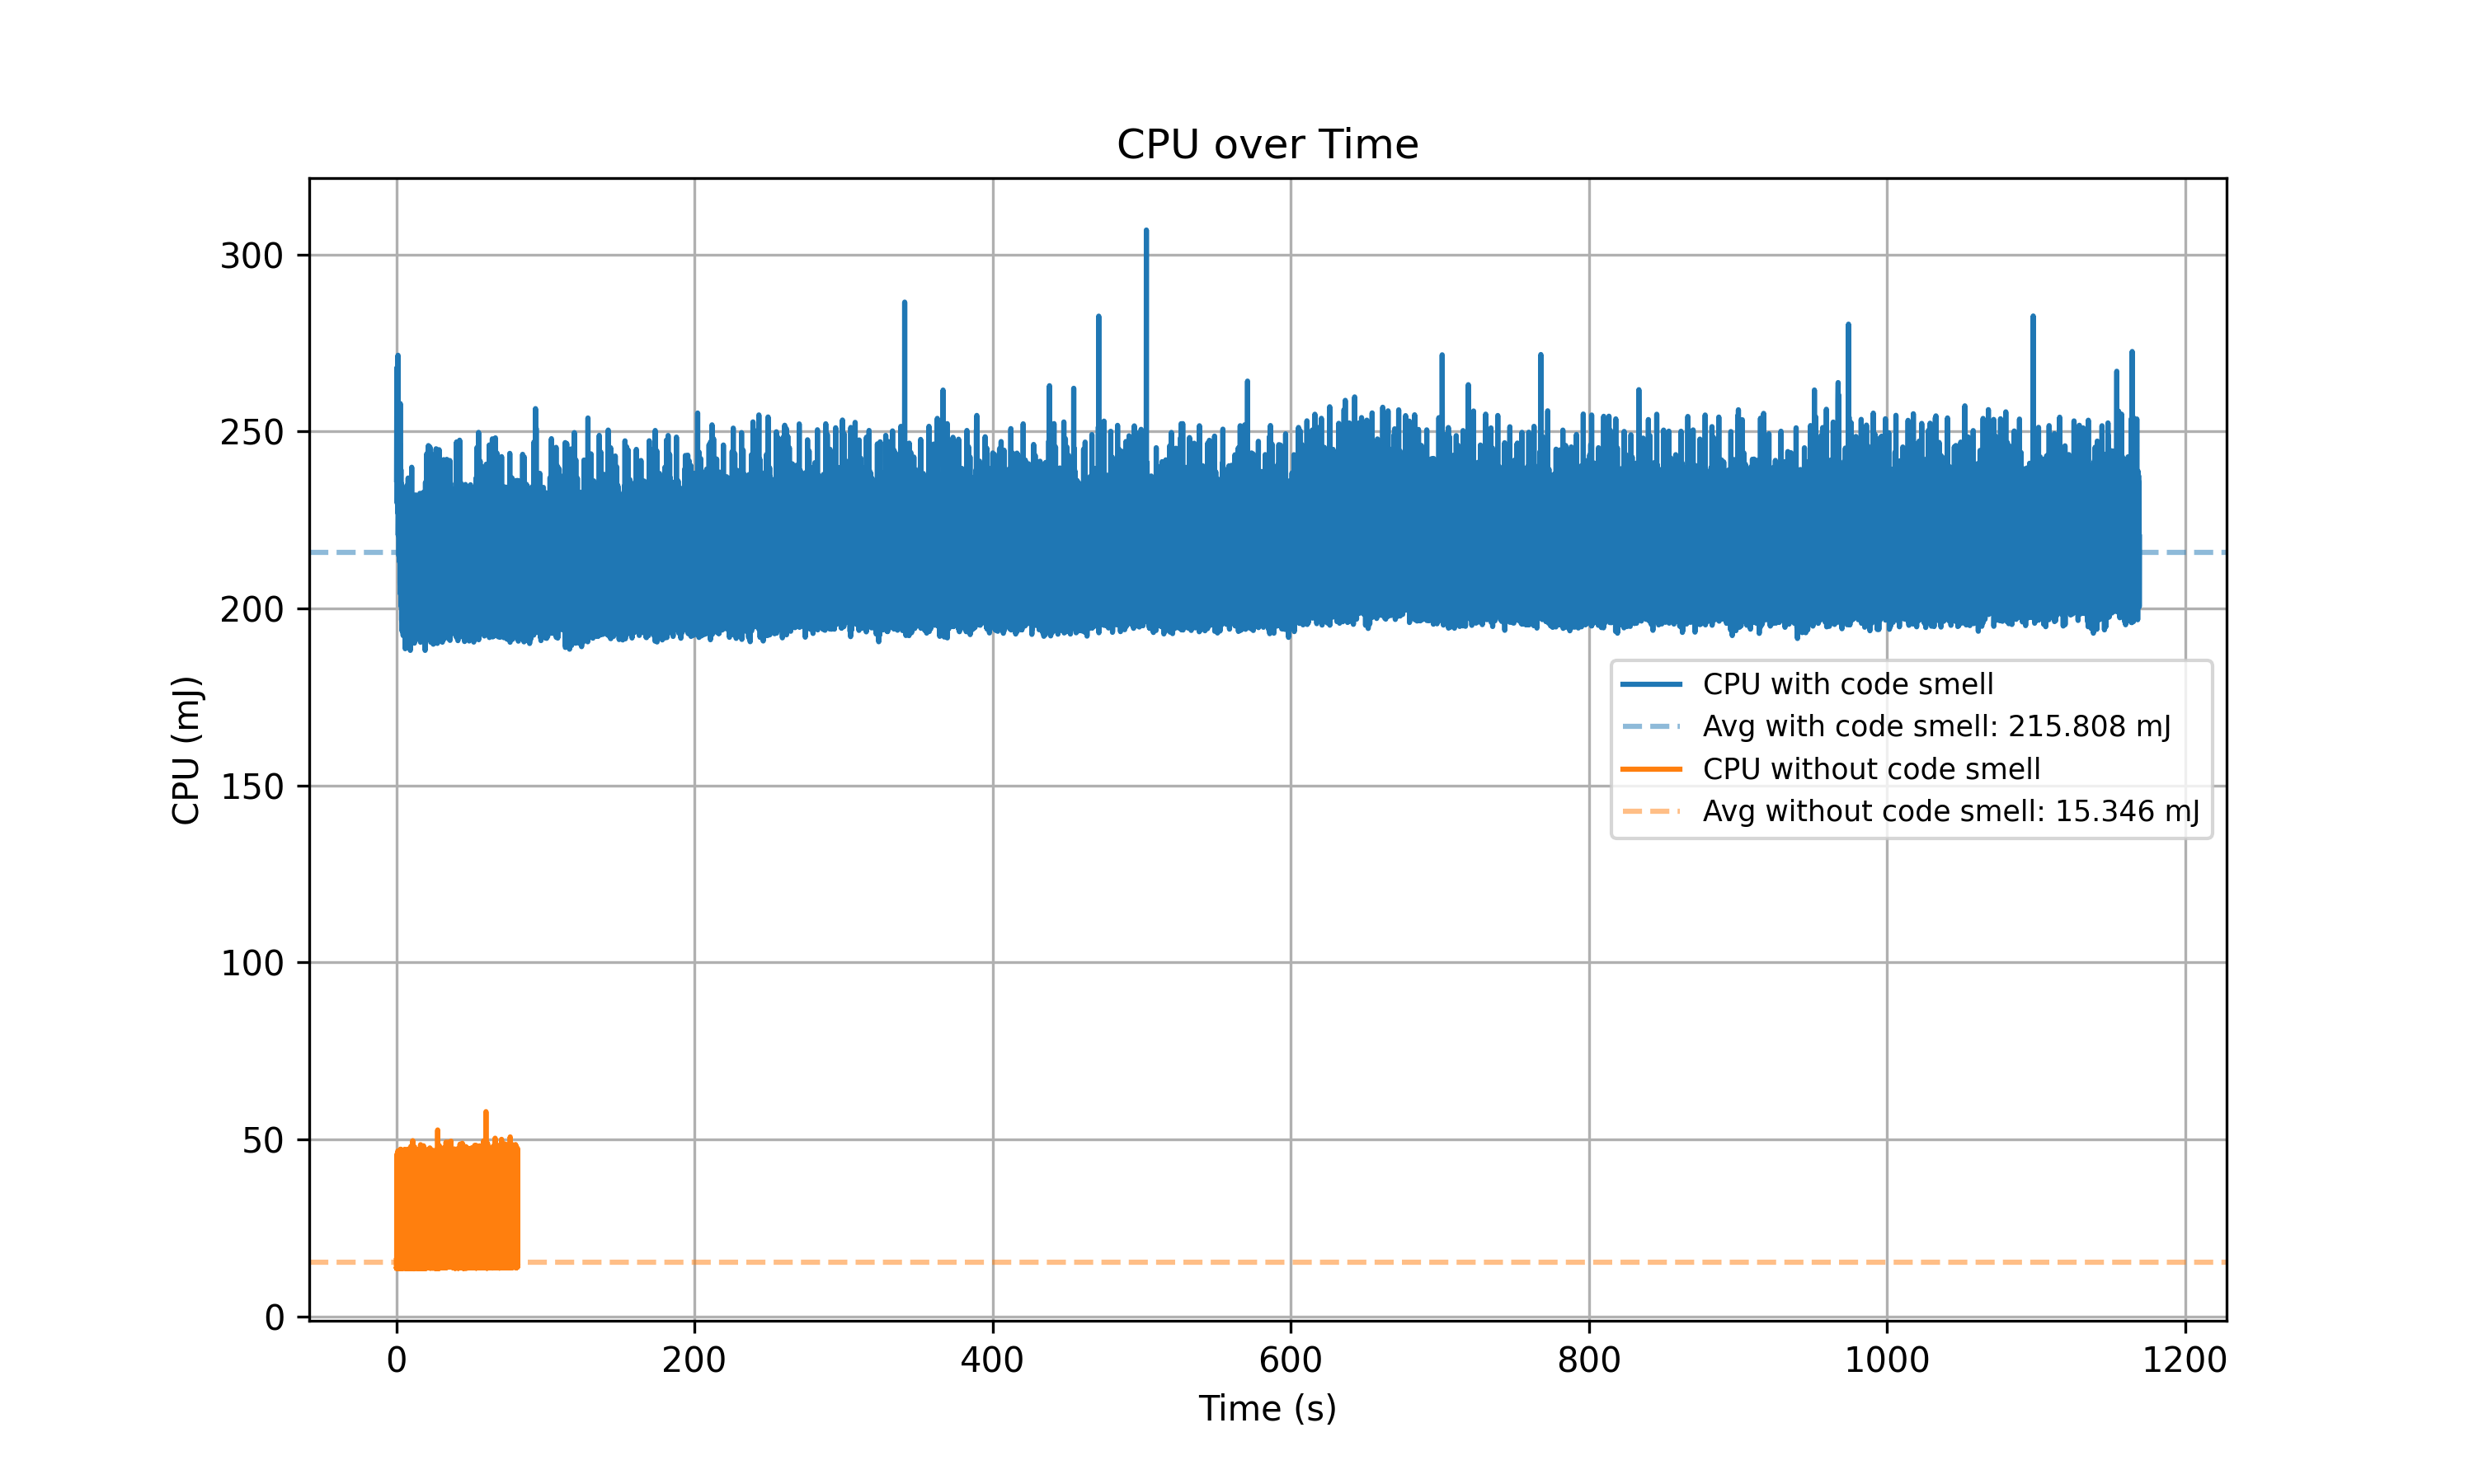 CPU over Time
300
250
200
150
100
50
0
CPU (mJ)
CPU with code smell
Avg with code smell: 215.808 mJ
CPU without code smell
Avg without code smell: 15.346 mJ
0 200 400 600 800 1000 1200
Time (s)